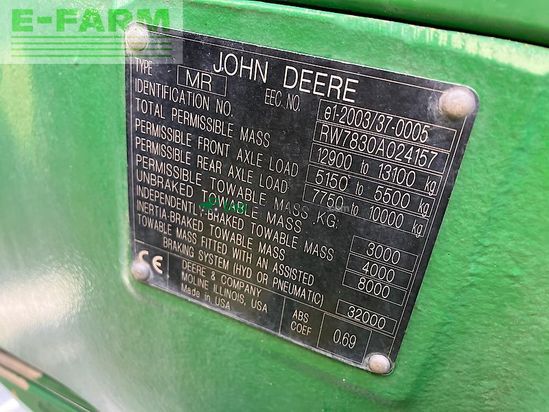 E-FARM
JOHN DEERE
TYPE MR EEC. NO. e1-2003/37-0005
IDENTIFICATION NO. RW7830A024157
TOTAL PERMISSIBLE MASS 12900 to 13100 kg
PERMISSIBLE FRONT AXLE LOAD 5150 to 5500 kg
PERMISSIBLE REAR AXLE LOAD 7750 to 10000 kg
PERMISSIBLE TOWABLE MASS KG:
UNBRAKED TOWABLE MASS 3000
INDEPENDENTLY-BRAKED TOWABLE MASS 4000
INERTIA-BRAKED TOWABLE MASS 8000
TOWABLE MASS FITTED WITH AN ASSISTED
BRAKING SYSTEM (HYD OR PNEUMATIC) 32000
CE
DEERE & COMPANY
MOLINE ILLINOIS, USA
Made in USA
ABS
COEF 0.69